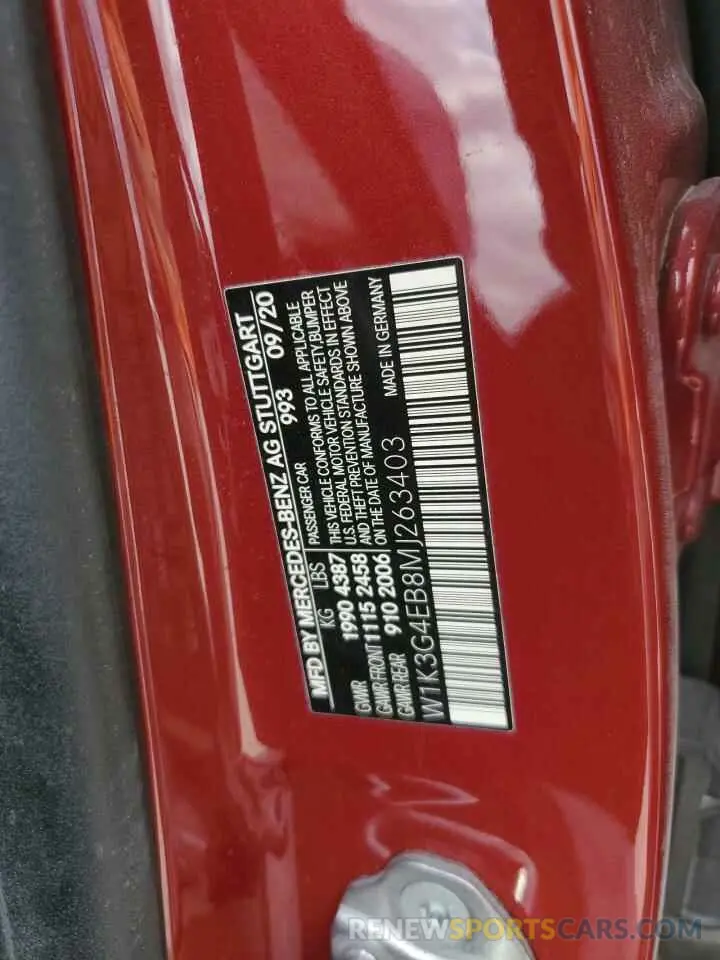 MFD BY MERCEDES-BENZ AG STUTTGART
KG LBS PASSENGER CAR 993 09/20
GVWR 1990 4387 THIS VEHICLE CONFORMS TO ALL APPLICABLE
GAWR-FRONT 1115 2458 U.S. FEDERAL MOTOR VEHICLE SAFETY, BUMPER
GAWR-REAR 910 2006 AND THEFT PREVENTION STANDARDS IN EFFECT
ON THE DATE OF MANUFACTURE SHOWN ABOVE
W1K3G4EB8MJ263403 MADE IN GERMANY
RENEWSPORTSCARS.COM